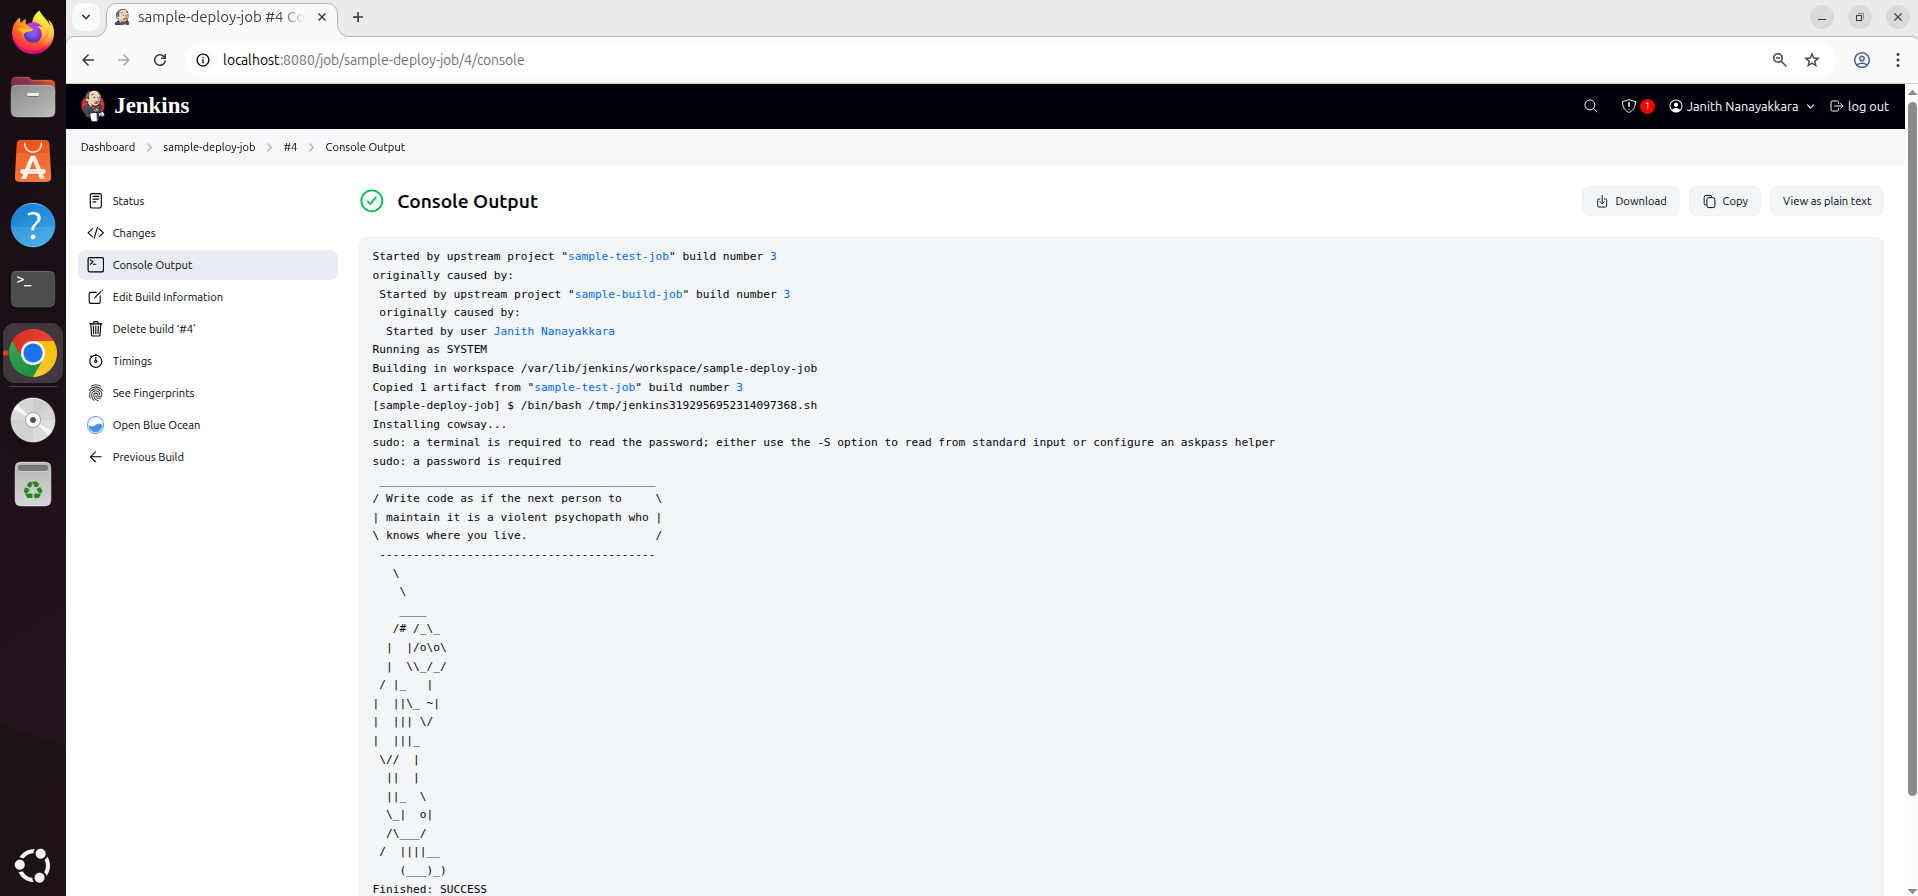 sample-deploy-job #4 Co
localhost:8080/job/sample-deploy-job/4/console
Jenkins
1
Janith Nanayakkara
log out
Dashboard > sample-deploy-job > #4 > Console Output
Status
Changes
Console Output
Edit Build Information
Delete build ‘#4’
Timings
See Fingerprints
Open Blue Ocean
Previous Build
Console Output
Download
Copy
View as plain text
Started by upstream project "sample-test-job" build number 3
originally caused by:
 Started by upstream project "sample-build-job" build number 3
 originally caused by:
  Started by user Janith Nanayakkara
Running as SYSTEM
Building in workspace /var/lib/jenkins/workspace/sample-deploy-job
Copied 1 artifact from "sample-test-job" build number 3
[sample-deploy-job] $ /bin/bash /tmp/jenkins3192956952314097368.sh
Installing cowsay...
sudo: a terminal is required to read the password; either use the -S option to read from standard input or configure an askpass helper
sudo: a password is required
 _________________________________________
/ Write code as if the next person to     \
| maintain it is a violent psychopath who |
\ knows where you live.                   /
 -----------------------------------------
   \
    \
    ____
   /# /_\_
  |  |/o\o\
  |  \\_/_/
 / |_   |
|  ||\_ ~|
|  ||| \/
|  |||_
 \//  |
  ||  |
  ||_  \
  \_|  o|
  /\___/
 /  ||||__
    (___)_)
Finished: SUCCESS